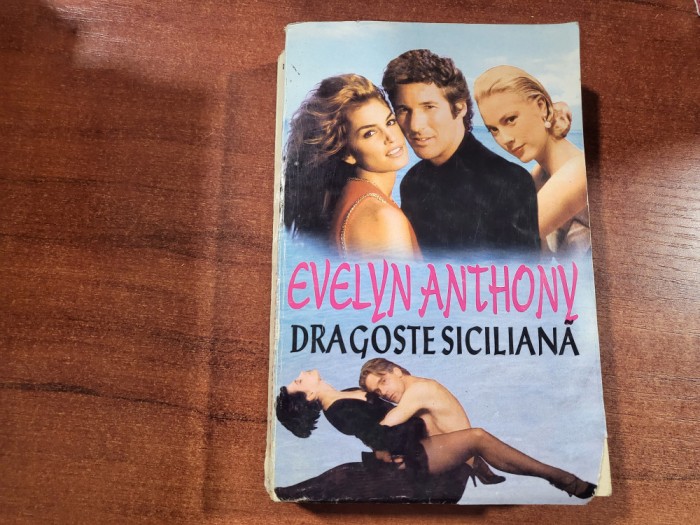 EVELYN ANTHONY
DRAGOSTE SICILIANĂ